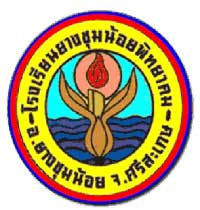 โรงเรียนยางชุมน้อยพิทยาคม
อ.ยางชุมน้อย จ.ศรีสะเกษ